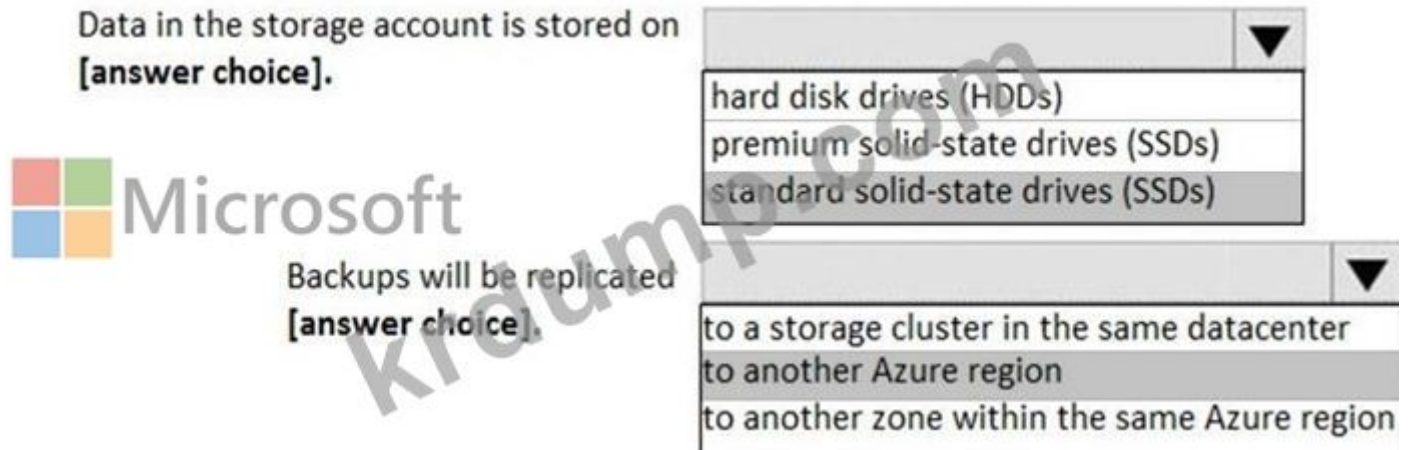 Data in the storage account is stored on
[answer choice].
hard disk drives (HDDs)
premium solid-state drives (SSDs)
standard solid-state drives (SSDs)
Microsoft
Backups will be replicated
[answer choice].
to a storage cluster in the same datacenter
to another Azure region
to another zone within the same Azure region
krdump.com